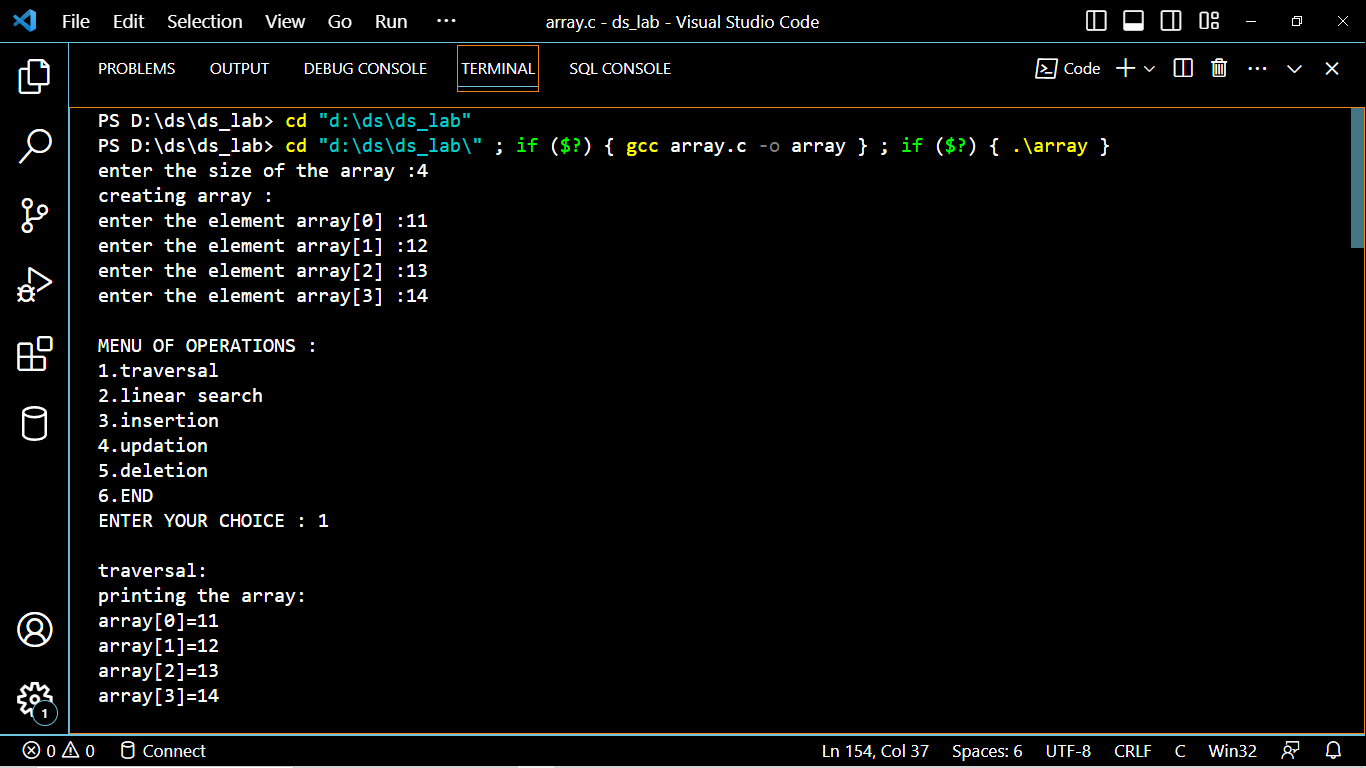 File Edit Selection View Go Run ··· array.c - ds_lab - Visual Studio Code
PROBLEMS OUTPUT DEBUG CONSOLE TERMINAL SQL CONSOLE Code
PS D:\ds\ds_lab> cd "d:\ds\ds_lab"
PS D:\ds\ds_lab> cd "d:\ds\ds_lab\" ; if ($?) { gcc array.c -o array } ; if ($?) { .\array }
enter the size of the array :4
creating array :
enter the element array[0] :11
enter the element array[1] :12
enter the element array[2] :13
enter the element array[3] :14
MENU OF OPERATIONS :
1.traversal
2.linear search
3.insertion
4.updation
5.deletion
6.END
ENTER YOUR CHOICE : 1
traversal:
printing the array:
array[0]=11
array[1]=12
array[2]=13
array[3]=14
1
0 0 Connect Ln 154, Col 37 Spaces: 6 UTF-8 CRLF C Win32